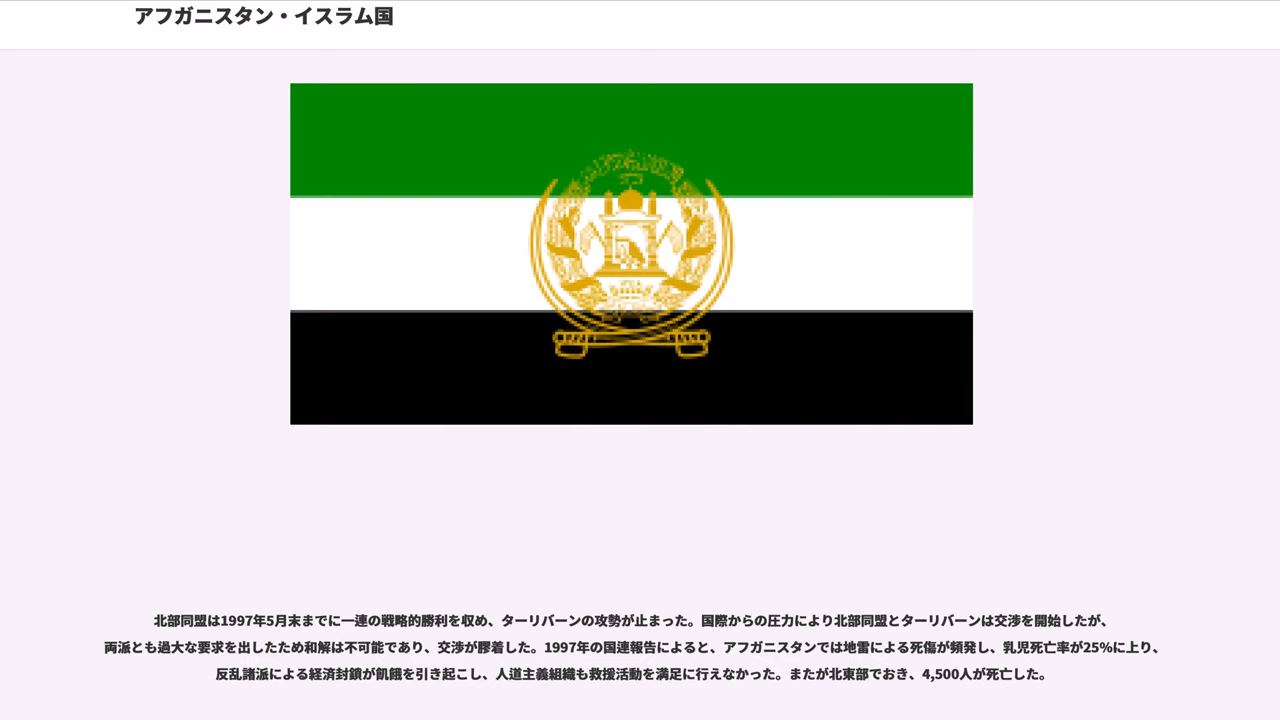 アフガニスタン・イスラム国
北部同盟は1997年5月末までに一連の戦略的勝利を収め、ターリバーンの攻勢が止まった。国際からの圧力により北部同盟とターリバーンは交渉を開始したが、
両派とも過大な要求を出したため和解は不可能であり、交渉が膠着した。1997年の国連報告によると、アフガニスタンでは地雷による死傷が頻発し、乳児死亡率が25%に上り、
反乱諸派による経済封鎖が飢餓を引き起こし、人道主義組織も救援活動を満足に行えなかった。またが北東部でおき、4,500人が死亡した。